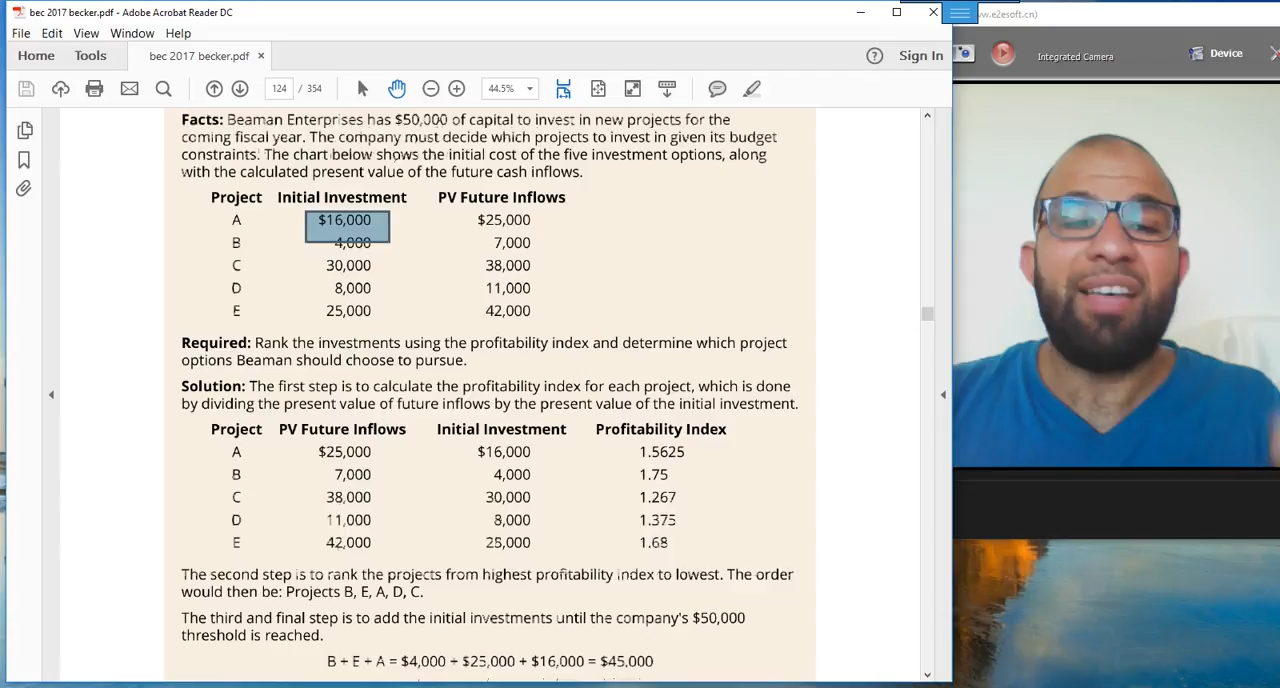 bec 2017 becker.pdf - Adobe Acrobat Reader DC
ww.e2esoft.cn)
File Edit View Window Help
Home Tools bec 2017 becker.pdf × Sign In
Integrated Camera Device
124 / 354 44.5%
Facts: Beaman Enterprises has $50,000 of capital to invest in new projects for the
coming fiscal year. The company must decide which projects to invest in given its budget
constraints. The chart below shows the initial cost of the five investment options, along
with the calculated present value of the future cash inflows.
Project Initial Investment PV Future Inflows
A $16,000 $25,000
B 4,000 7,000
C 30,000 38,000
D 8,000 11,000
E 25,000 42,000
Required: Rank the investments using the profitability index and determine which project
options Beaman should choose to pursue.
Solution: The first step is to calculate the profitability index for each project, which is done
by dividing the present value of future inflows by the present value of the initial investment.
Project PV Future Inflows Initial Investment Profitability Index
A $25,000 $16,000 1.5625
B 7,000 4,000 1.75
C 38,000 30,000 1.267
D 11,000 8,000 1.375
E 42,000 25,000 1.68
The second step is to rank the projects from highest profitability index to lowest. The order
would then be: Projects B, E, A, D, C.
The third and final step is to add the initial investments until the company's $50,000
threshold is reached.
B + E + A = $4,000 + $25,000 + $16,000 = $45,000